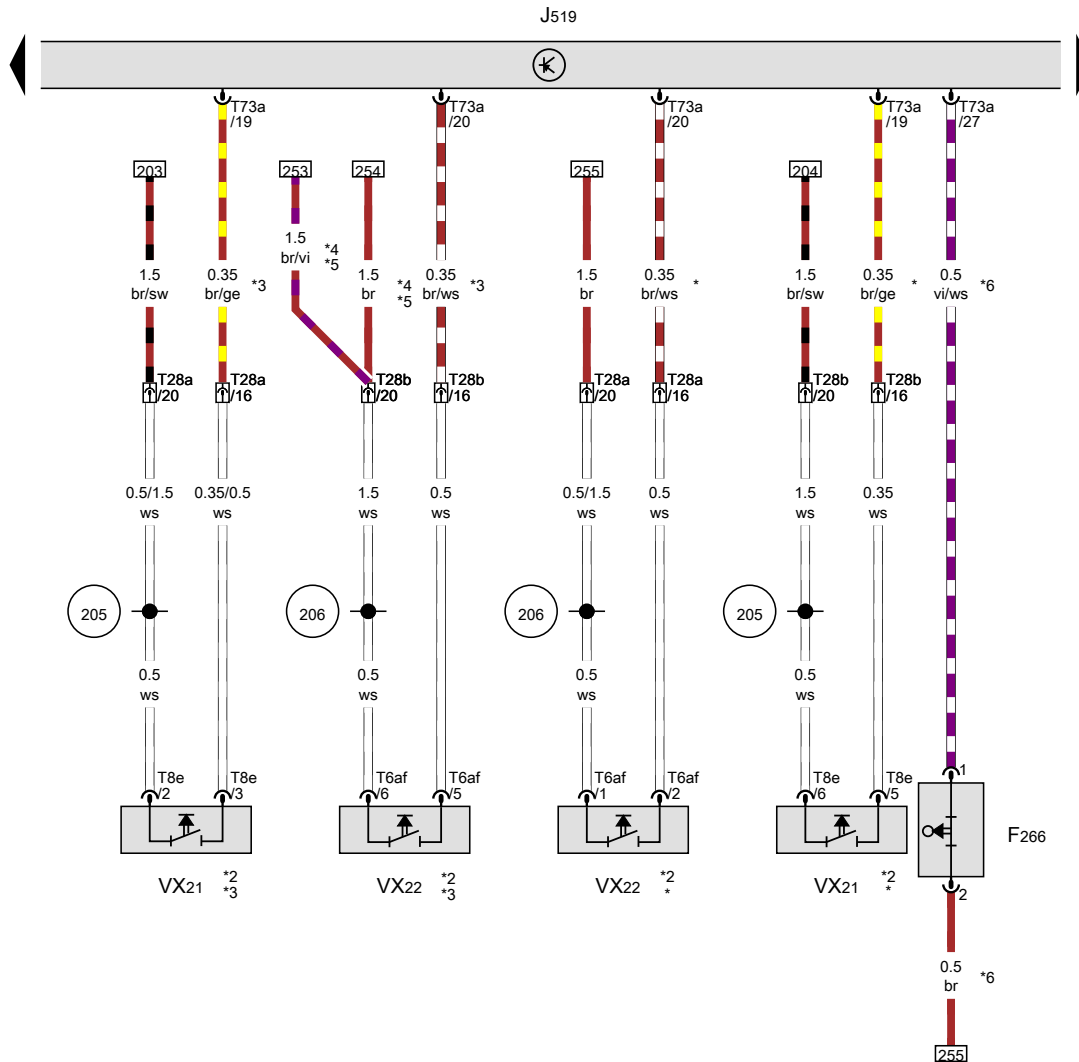 J519
T73a
/19
T73a
/20
T73a
/20
T73a
/19
T73a
/27
203
253
254
255
204
1.5
br/sw
0.35
br/ge
*3
1.5
br/vi
*4
*5
1.5
br
*4
*5
0.35
br/ws
*3
1.5
br
0.35
br/ws
*
1.5
br/sw
0.35
br/ge
*
0.5
vi/ws
*6
T28a
/20
T28a
/16
T28b
/20
T28b
/16
T28a
/20
T28a
/16
T28b
/20
T28b
/16
0.5/1.5
ws
0.35/0.5
ws
1.5
ws
0.5
ws
0.5/1.5
ws
0.5
ws
1.5
ws
0.35
ws
205
206
206
205
0.5
ws
0.5
ws
0.5
ws
T8e
/2
T8e
/3
T6af
/6
T6af
/5
T6af
/1
T6af
/2
T8e
/6
T8e
/5
1
F266
2
VX21
*2
*3
VX22
*2
*3
VX22
*2
*
VX21
*2
*
0.5
br
*6
255